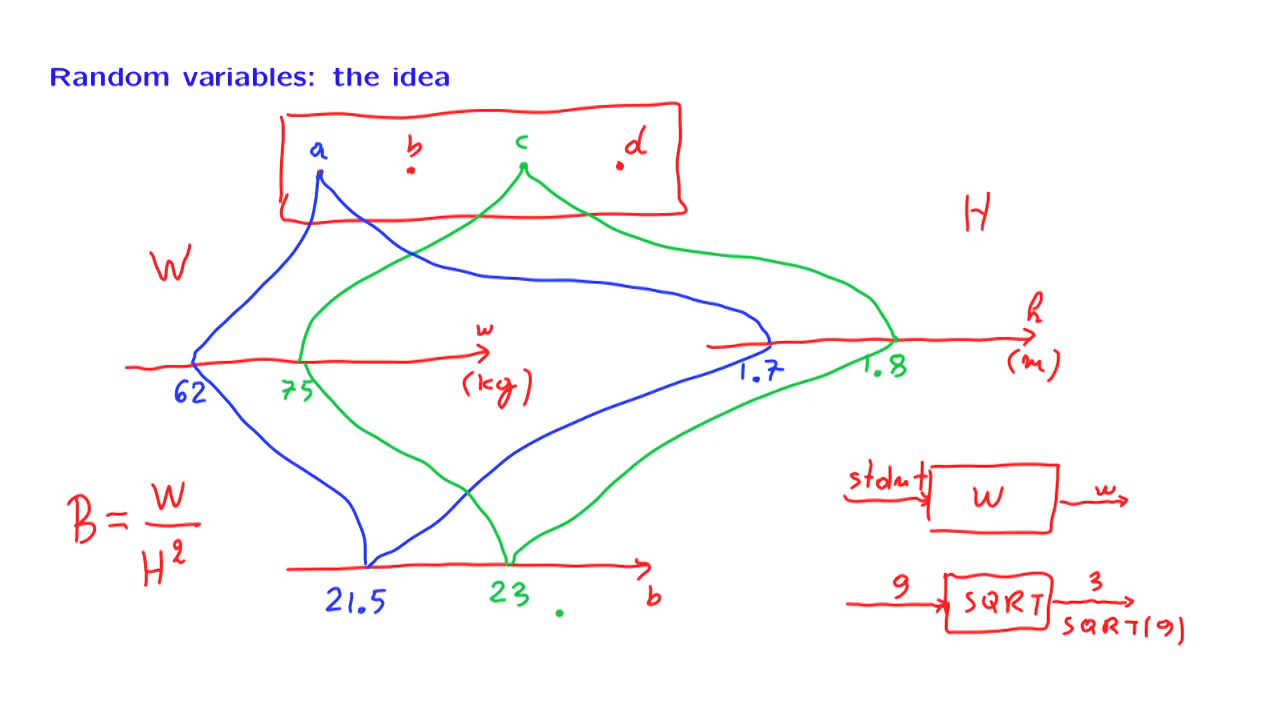 Random variables: the idea
a b c d
H
W
w
(kg)
h
(m)
62 75
1.7 1.8
B = W / H²
21.5 23 b
stdnt W w
9 SQRT 3
SQRT(9)